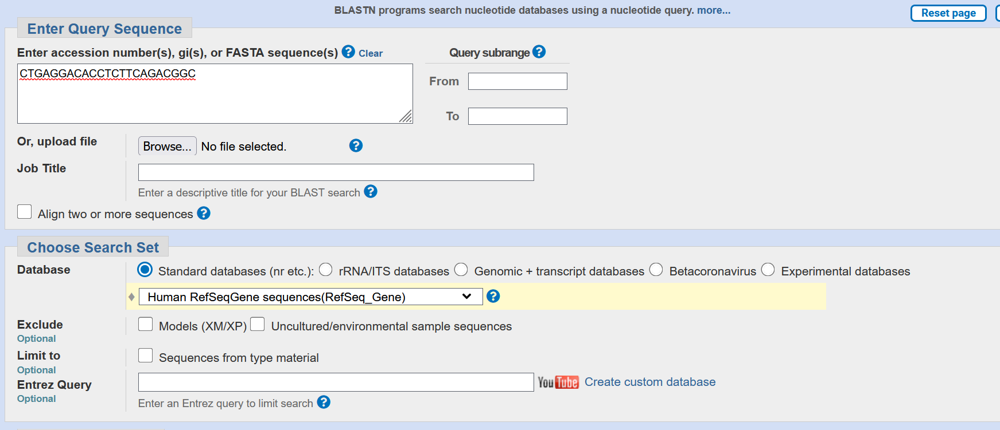 BLASTN programs search nucleotide databases using a nucleotide query. more...
Reset page
Enter Query Sequence
Enter accession number(s), gi(s), or FASTA sequence(s) ? Clear
Query subrange ?
CTGAGGACACCTCTTCAGACGGC
From
To
Or, upload file
Browse... No file selected. ?
Job Title
Enter a descriptive title for your BLAST search ?
Align two or more sequences ?
Choose Search Set
Database
Standard databases (nr etc.): rRNA/ITS databases Genomic + transcript databases Betacoronavirus Experimental databases
Human RefSeqGene sequences(RefSeq_Gene) ?
Exclude
Optional
Models (XM/XP) Uncultured/environmental sample sequences
Limit to
Optional
Sequences from type material
Entrez Query
Optional
YouTube Create custom database
Enter an Entrez query to limit search ?